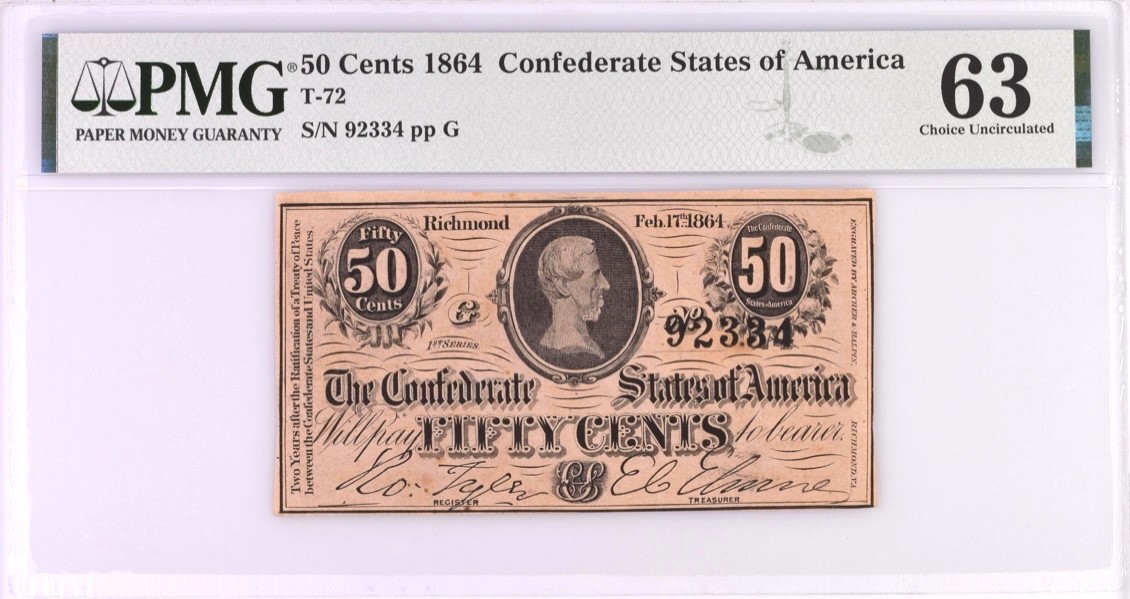 PMG®
PAPER MONEY GUARANTY
50 Cents 1864 Confederate States of America
T-72
S/N 92334 pp G
63
Choice Uncirculated
Two Years after the Ratification of a Treaty of Peace
between the Confederate States and United States.
Fifty
50
Cents
Richmond
Feb. 17th 1864
The Confederate
50
States of America
G
1ST SERIES
No 92334
The Confederate States of America
Will pay FIFTY CENTS to bearer.
Ro: Tyler
REGISTER
CS
E C Elmore
TREASURER
ENGRAVED BY ARCHER & HALPIN.
RICHMOND, VA.